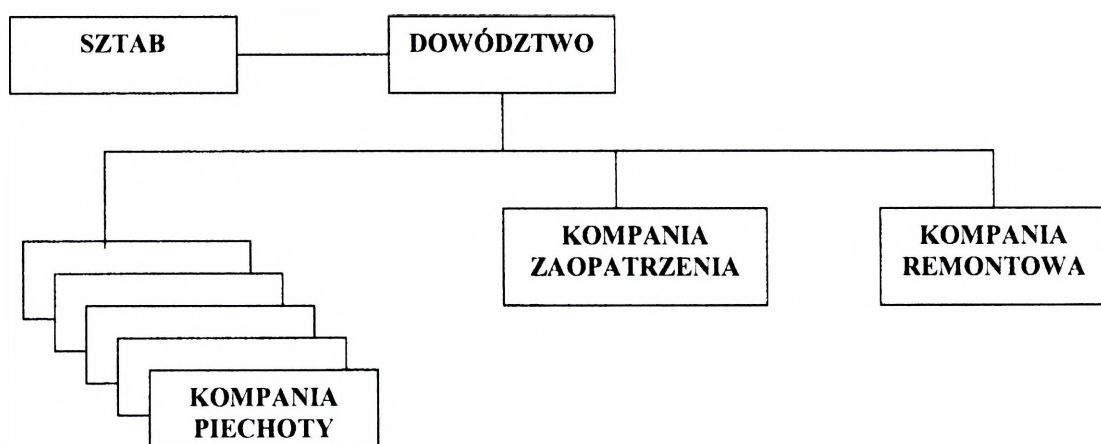 SZTAB
DOWÓDZTWO
KOMPANIA
ZAOPATRZENIA
KOMPANIA
REMONTOWA
KOMPANIA
PIECHOTY